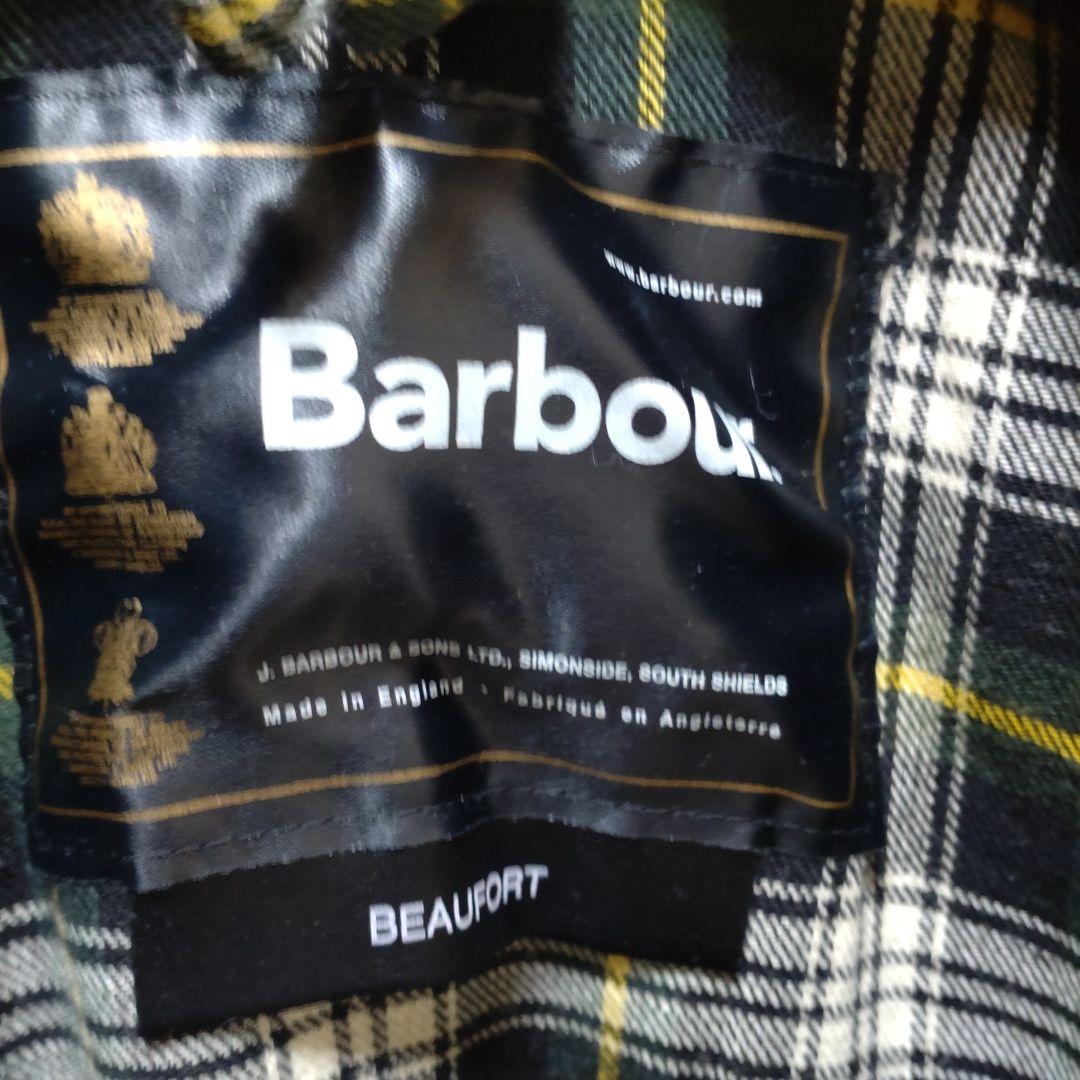 www.barbour.com
Barbour.
J. BARBOUR & SONS LTD., SIMONSIDE, SOUTH SHIELDS
Made in England - Fabriqué en Angleterre
BEAUFORT